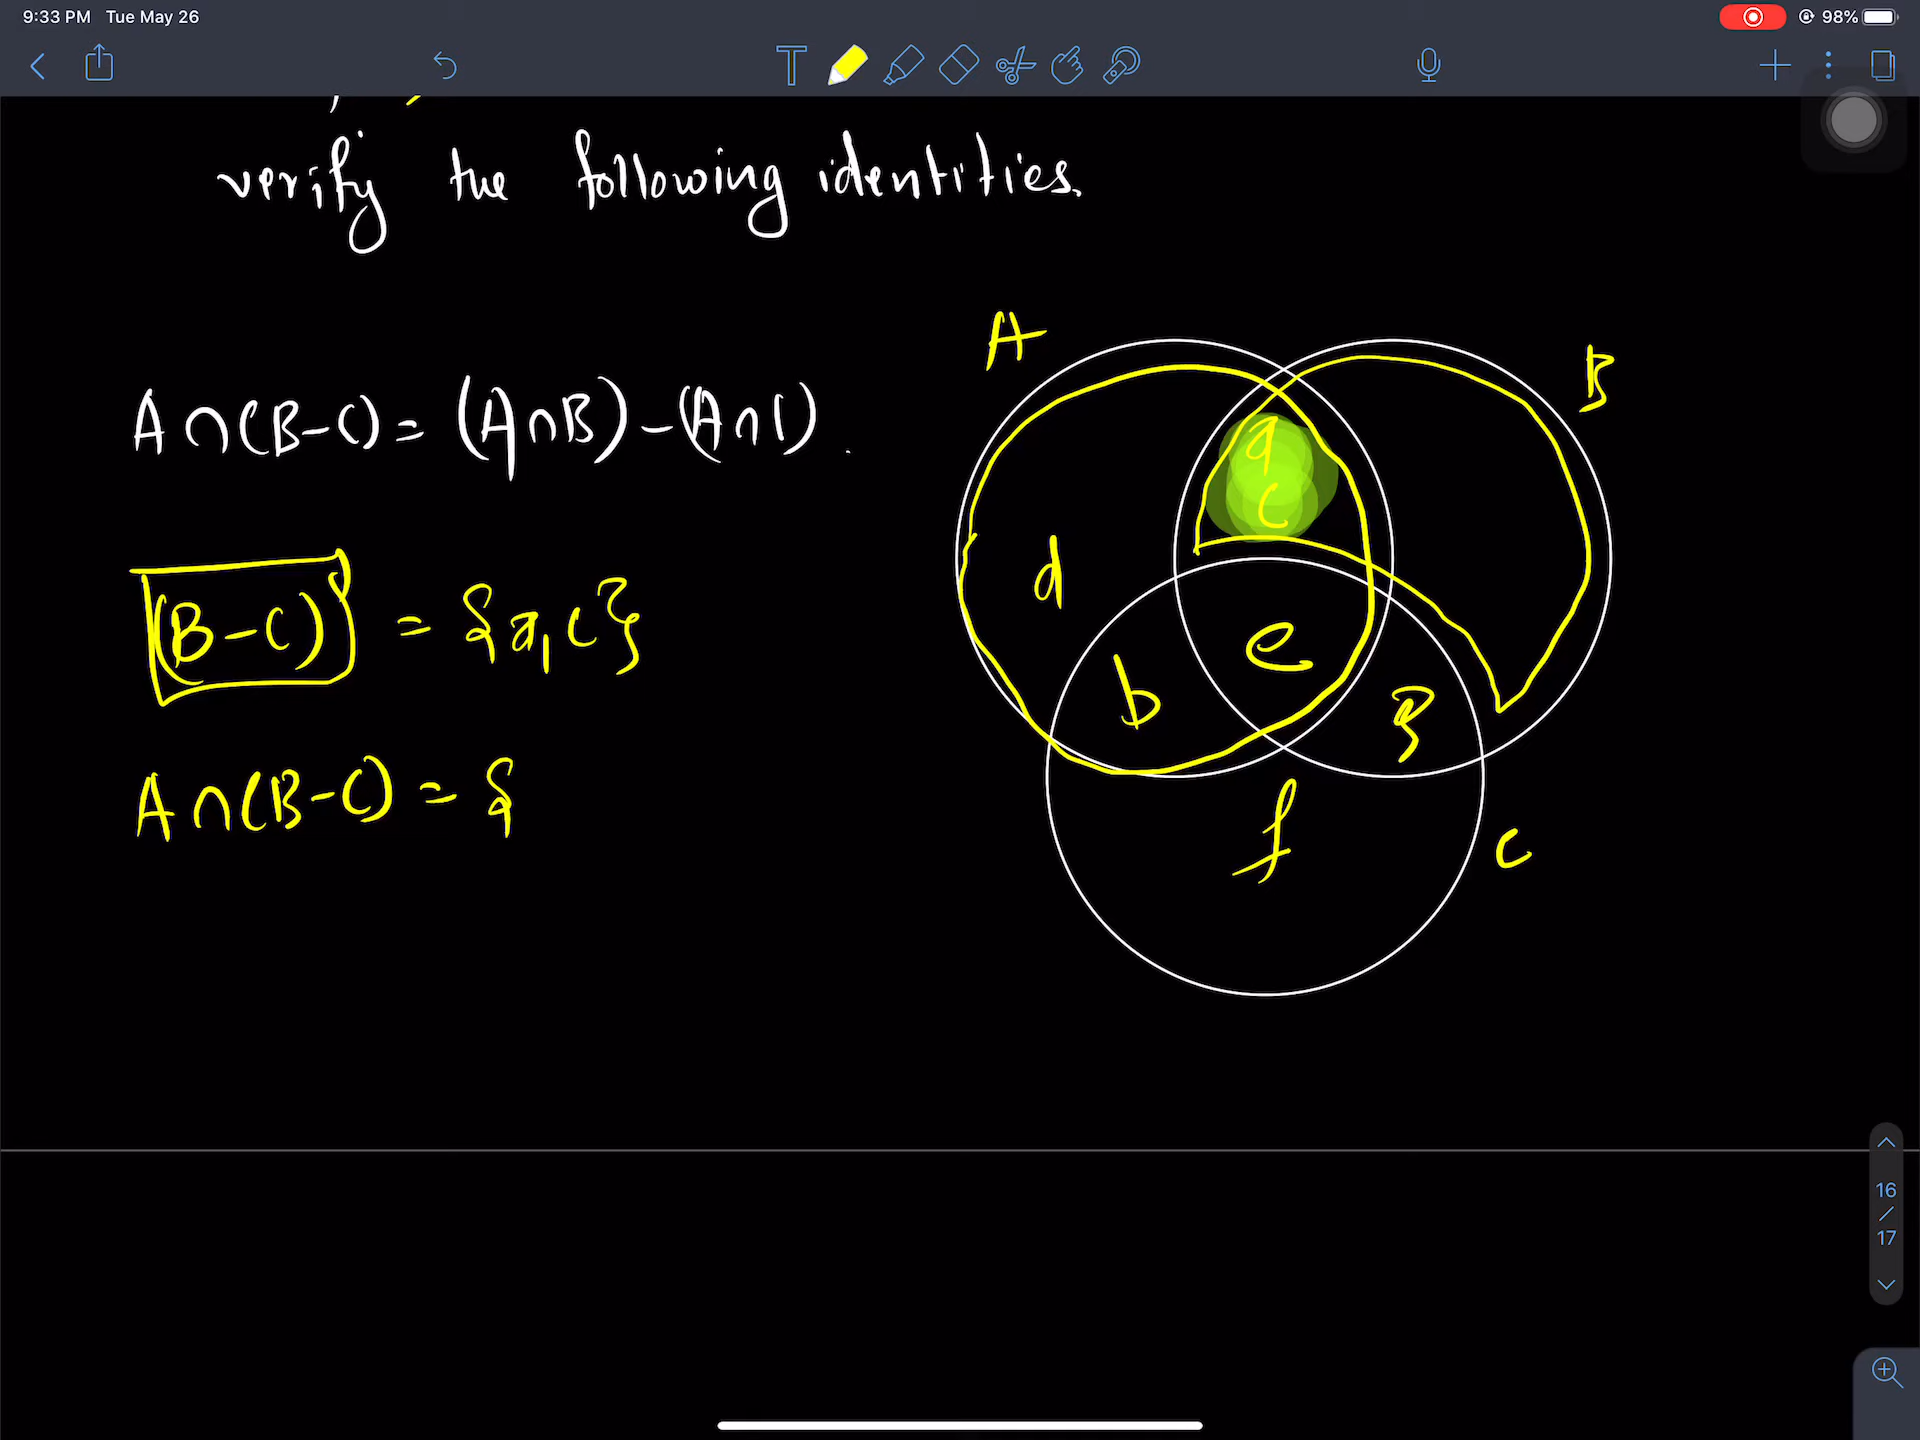 9:33 PM Tue May 26
98%
verify the following identities.
A∩(B-C) = (A∩B) - (A∩C).
(B-C) = {a, c}
A∩(B-C) = {
A
B
a
c
d
e
b
g
f
C
16
/
17